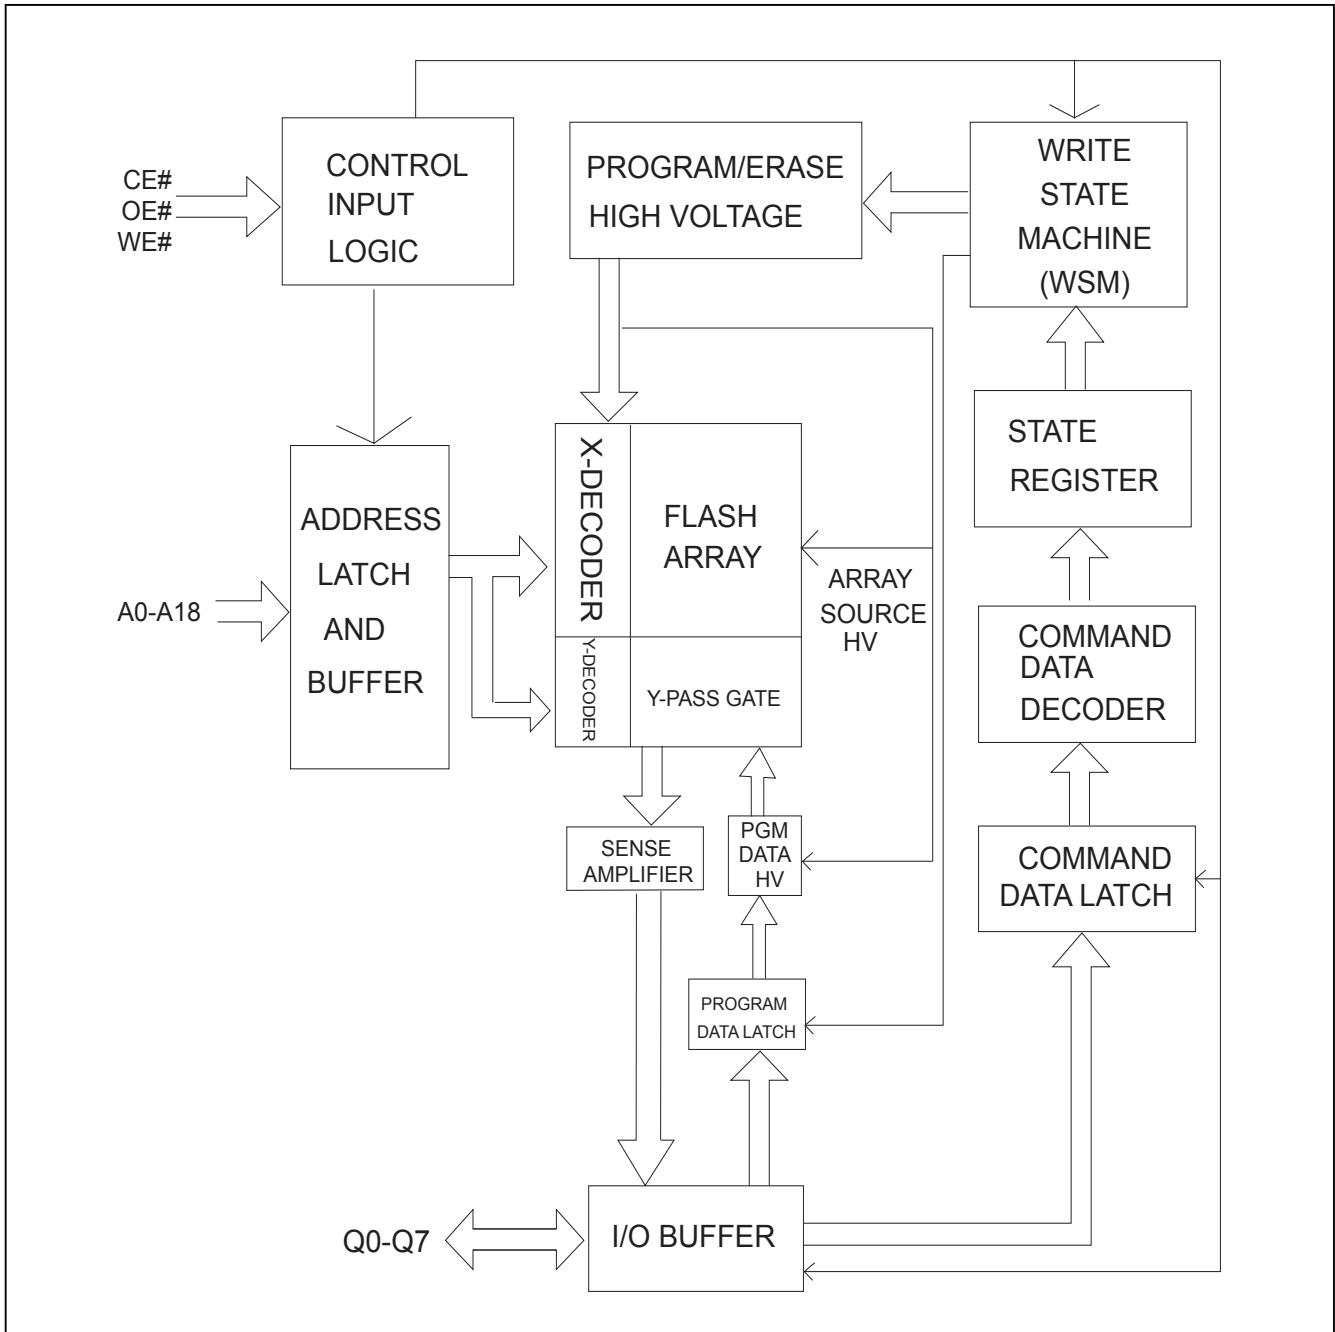 CONTROL
INPUT
LOGIC
CE#
OE#
WE#
PROGRAM/ERASE
HIGH VOLTAGE
WRITE
STATE
MACHINE
(WSM)
STATE
REGISTER
ADDRESS
LATCH
AND
BUFFER
A0-A18
X-DECODER
FLASH
ARRAY
ARRAY
SOURCE
HV
Y-DECODER
Y-PASS GATE
COMMAND
DATA
DECODER
SENSE
AMPLIFIER
PGM
DATA
HV
COMMAND
DATA LATCH
PROGRAM
DATA LATCH
Q0-Q7
I/O BUFFER